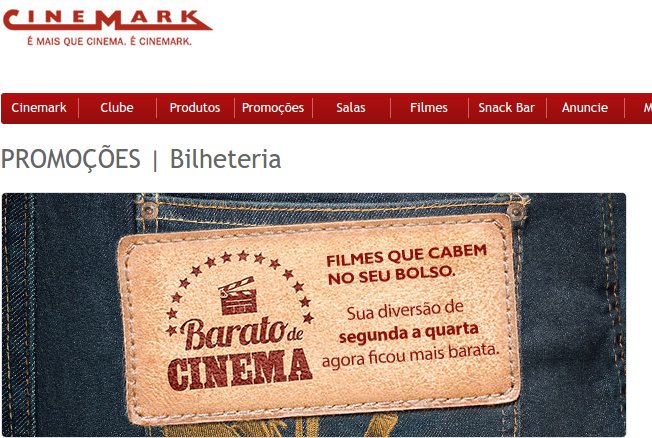 CINEMARK
É MAIS QUE CINEMA. É CINEMARK.
Cinemark Clube Produtos Promoções Salas Filmes Snack Bar Anuncie M
PROMOÇÕES | Bilheteria
Barato de
CINEMA
FILMES QUE CABEM
NO SEU BOLSO.
Sua diversão de
segunda a quarta
agora ficou mais barata.